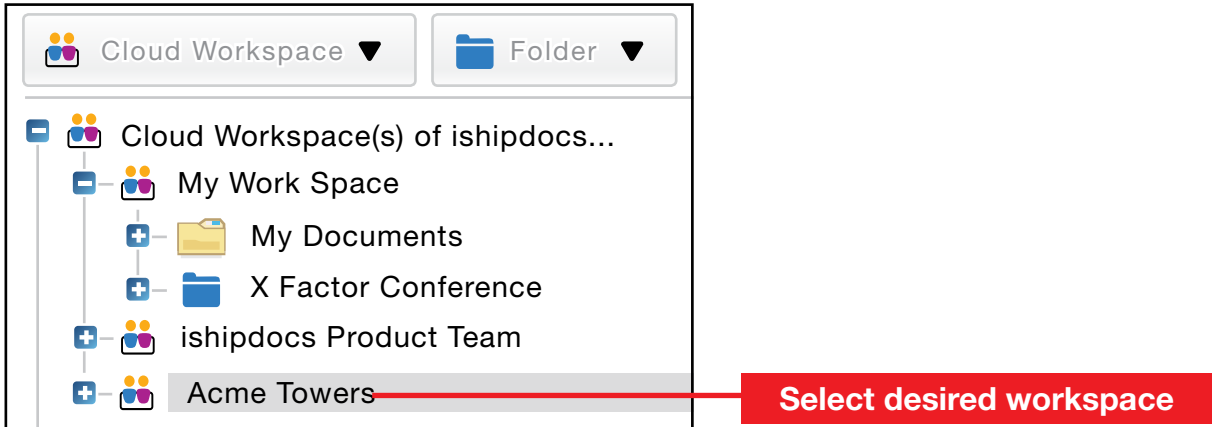 Cloud Workspace Folder
Cloud Workspace(s) of ishipdocs...
My Work Space
My Documents
X Factor Conference
ishipdocs Product Team
Acme Towers
Select desired workspace